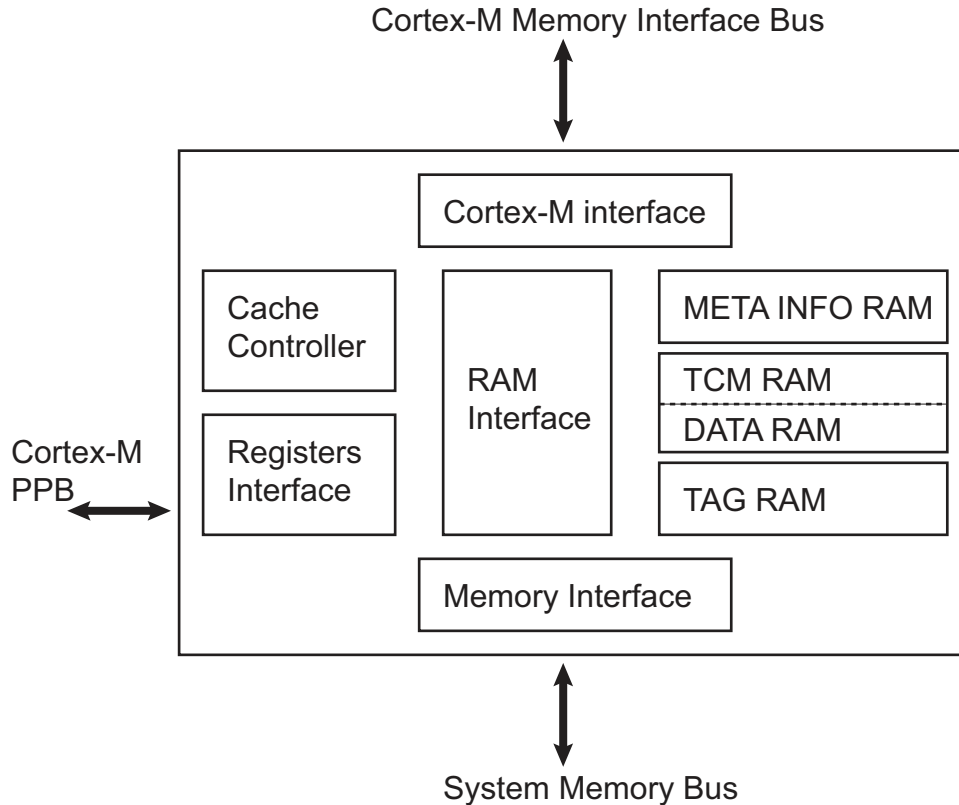 Cortex-M Memory Interface Bus
Cortex-M interface
Cache
Controller
RAM
Interface
META INFO RAM
TCM RAM
DATA RAM
TAG RAM
Cortex-M
PPB
Registers
Interface
Memory Interface
System Memory Bus